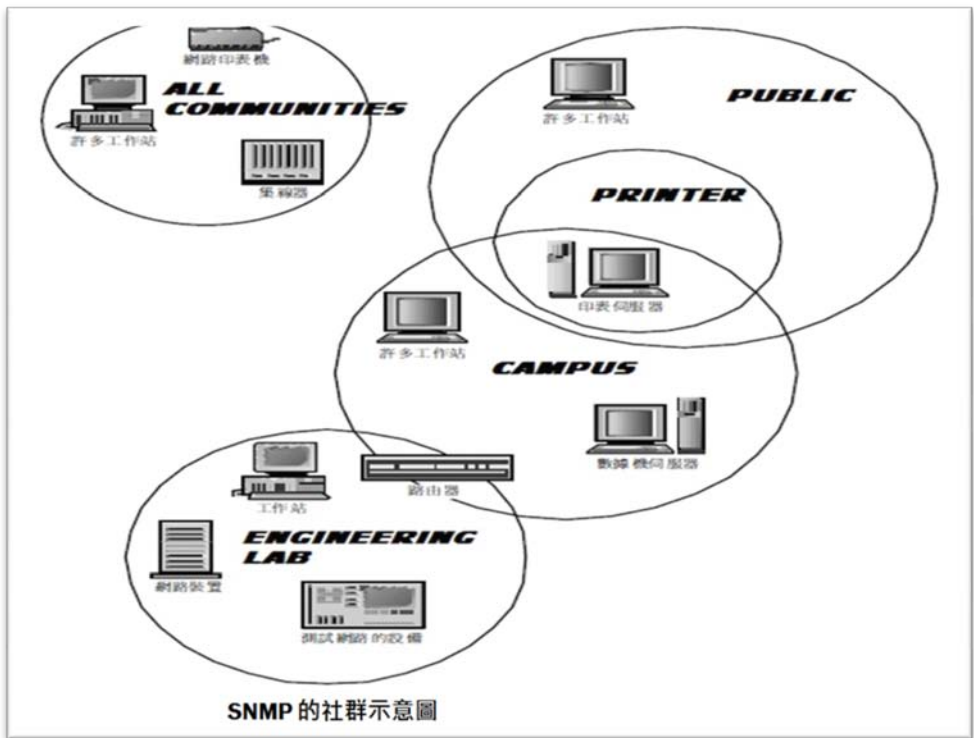 網路印表機
ALL
COMMUNITIES
許多工作站
集線器
許多工作站
PUBLIC
PRINTER
印表伺服器
許多工作站
CAMPUS
數據機伺服器
路由器
工作站
ENGINEERING
LAB
網路裝置
測試網路的設備
SNMP 的社群示意圖